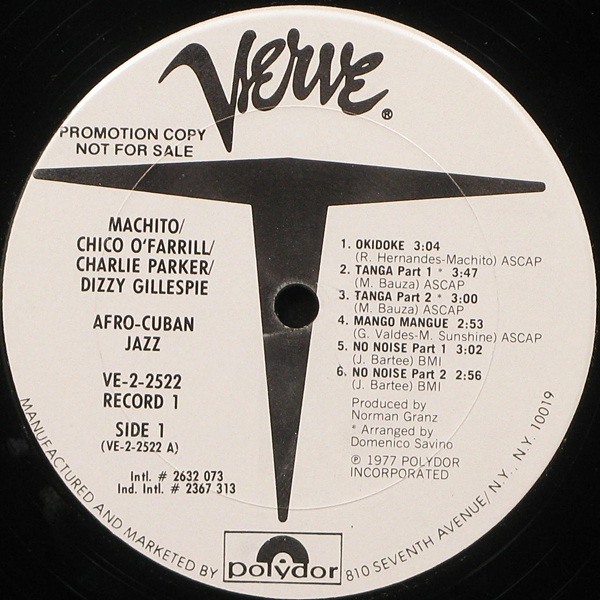 Verve®
PROMOTION COPY
NOT FOR SALE
MACHITO/
CHICO O'FARRILL/
CHARLIE PARKER/
DIZZY GILLESPIE
AFRO-CUBAN
JAZZ
VE-2-2522
RECORD 1
SIDE 1
(VE-2-2522 A)
Intl. # 2632 073
Ind. Intl. # 2367 313
1. OKIDOKE 3:04
(R. Hernandes-Machito) ASCAP
2. TANGA Part 1 * 3:47
(M. Bauza) ASCAP
3. TANGA Part 2 * 3:00
(M. Bauza) ASCAP
4. MANGO MANGUE 2:53
(G. Valdes-M. Sunshine) ASCAP
5. NO NOISE Part 1 3:02
(J. Bartee) BMI
6. NO NOISE Part 2 2:56
(J. Bartee) BMI
Produced by
Norman Granz
* Arranged by
Domenico Savino
℗ 1977 POLYDOR
INCORPORATED
MANUFACTURED AND MARKETED BY polydor 810 SEVENTH AVENUE/ N.Y., N.Y. 10019